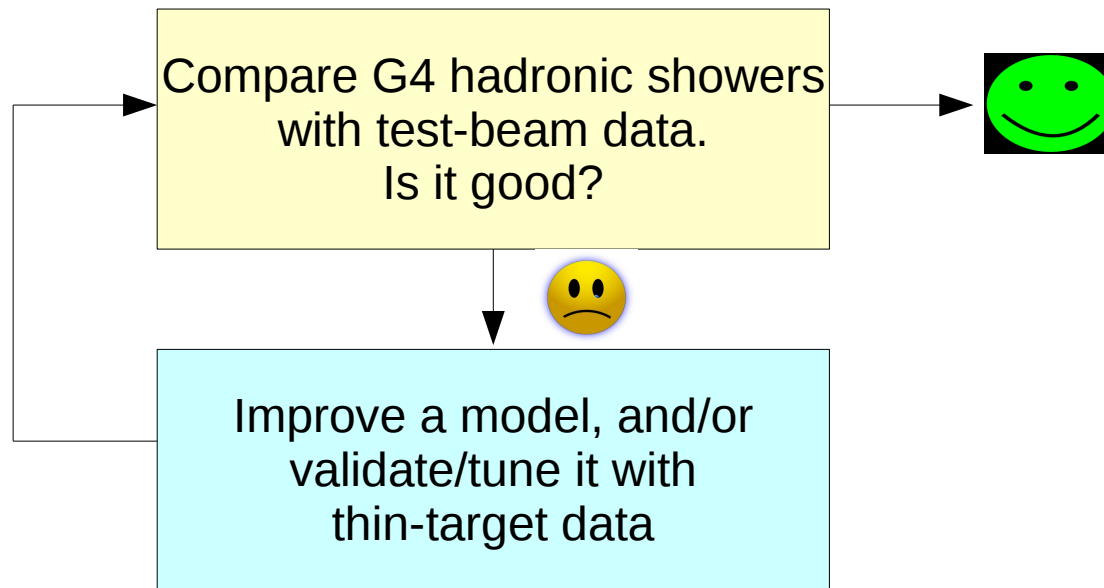 Compare G4 hadronic showers
with test-beam data.
Is it good?
Improve a model, and/or
validate/tune it with
thin-target data